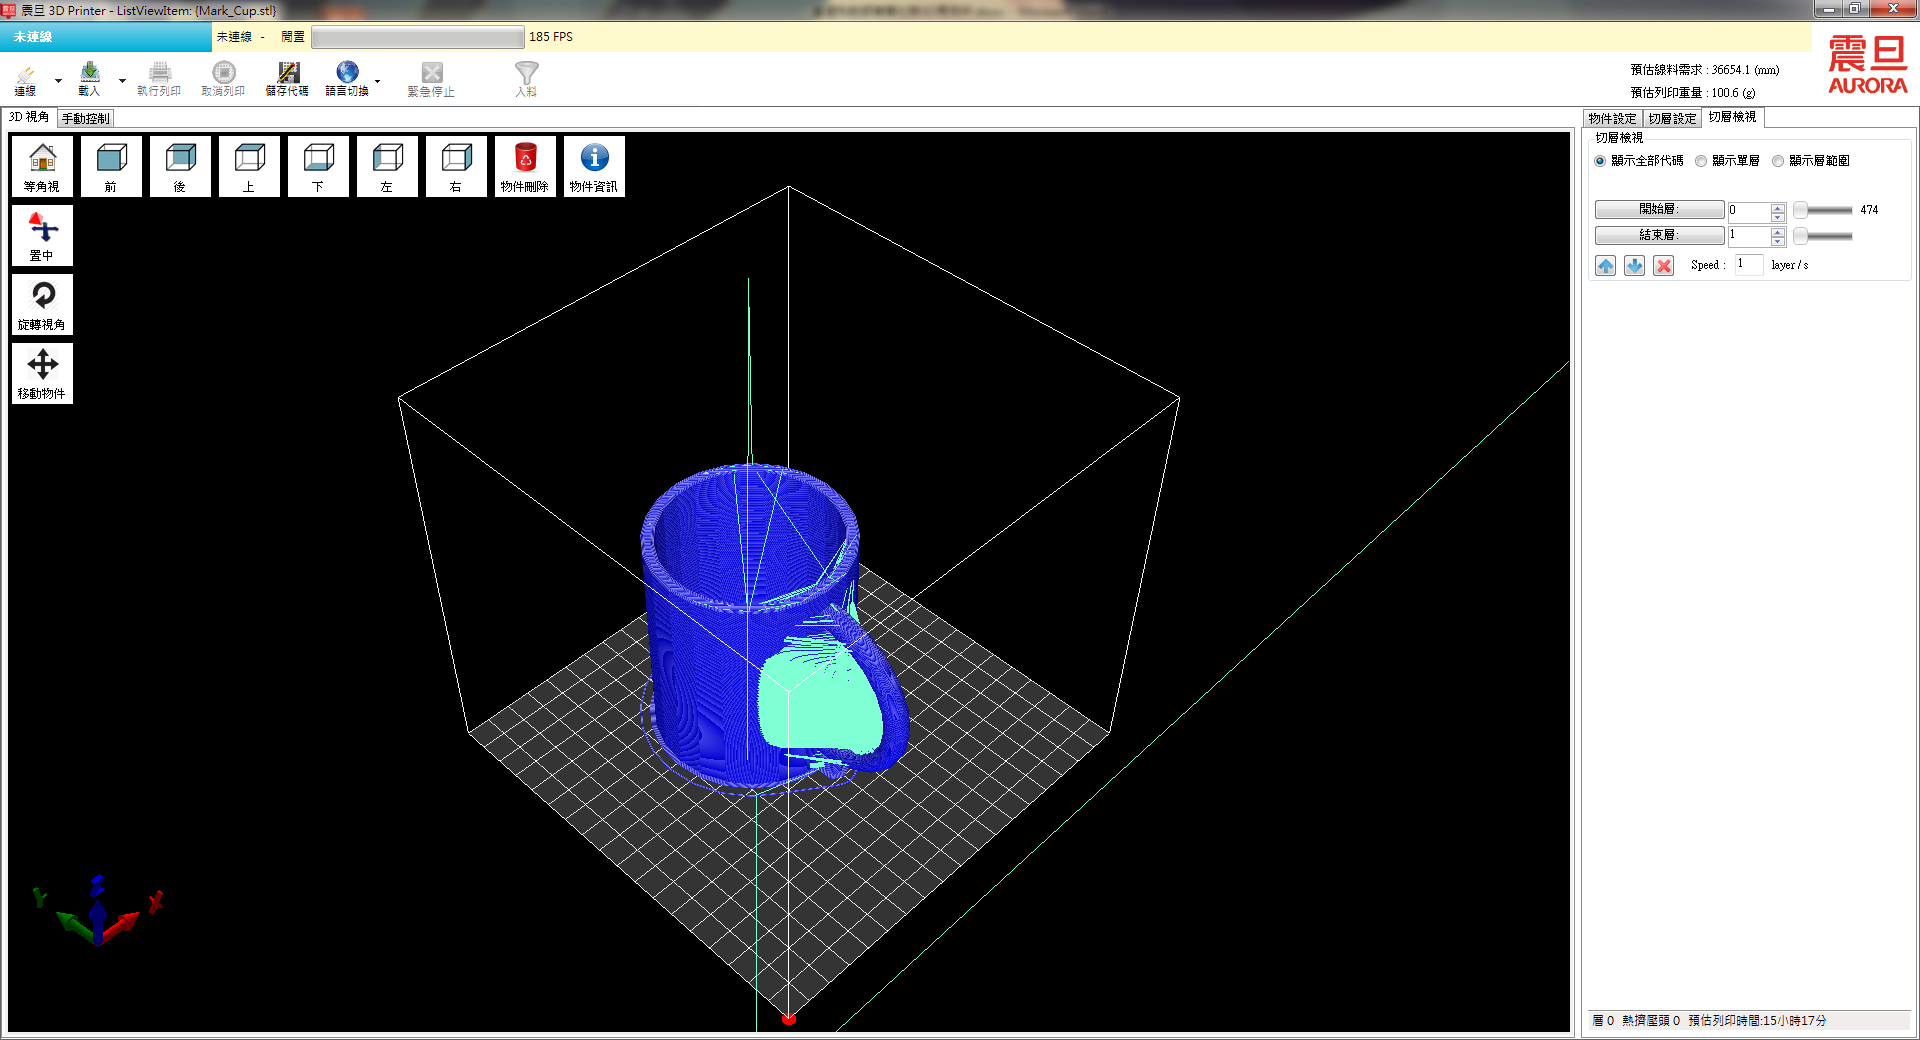 震旦 3D Printer - ListViewItem: {Mark_Cup.stl}
未連線
未連線 - 閒置 185 FPS
連線 載入 執行列印 取消列印 儲存代碼 語言切換 緊急停止 入料
預估線料需求 : 36654.1 (mm)
預估列印重量 : 100.6 (g)
震旦
AURORA
3D 視角 手動控制
物件設定 切層設定 切層檢視
等角視 前 後 上 下 左 右 物件刪除 物件資訊
置中
旋轉視角
移動物件
切層檢視
顯示全部代碼 顯示單層 顯示層範圍
開始層: 0 474
結束層: 1
Speed : 1 layer / s
Y Z X
層 0 熱擠壓頭 0 預估列印時間:15小時17分